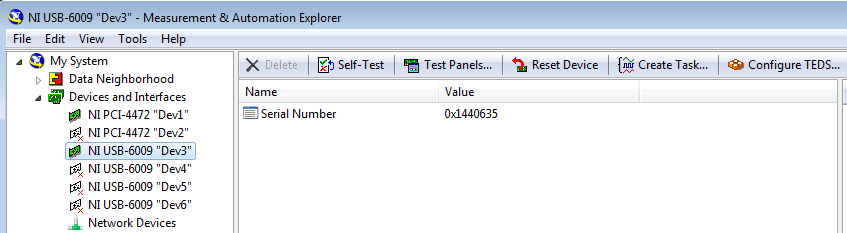 NI USB-6009 "Dev3" - Measurement & Automation Explorer
File Edit View Tools Help
My System
Data Neighborhood
Devices and Interfaces
NI PCI-4472 "Dev1"
NI PCI-4472 "Dev2"
NI USB-6009 "Dev3"
NI USB-6009 "Dev4"
NI USB-6009 "Dev5"
NI USB-6009 "Dev6"
Network Devices
Delete Self-Test Test Panels... Reset Device Create Task... Configure TEDS...
Name Value
Serial Number 0x1440635